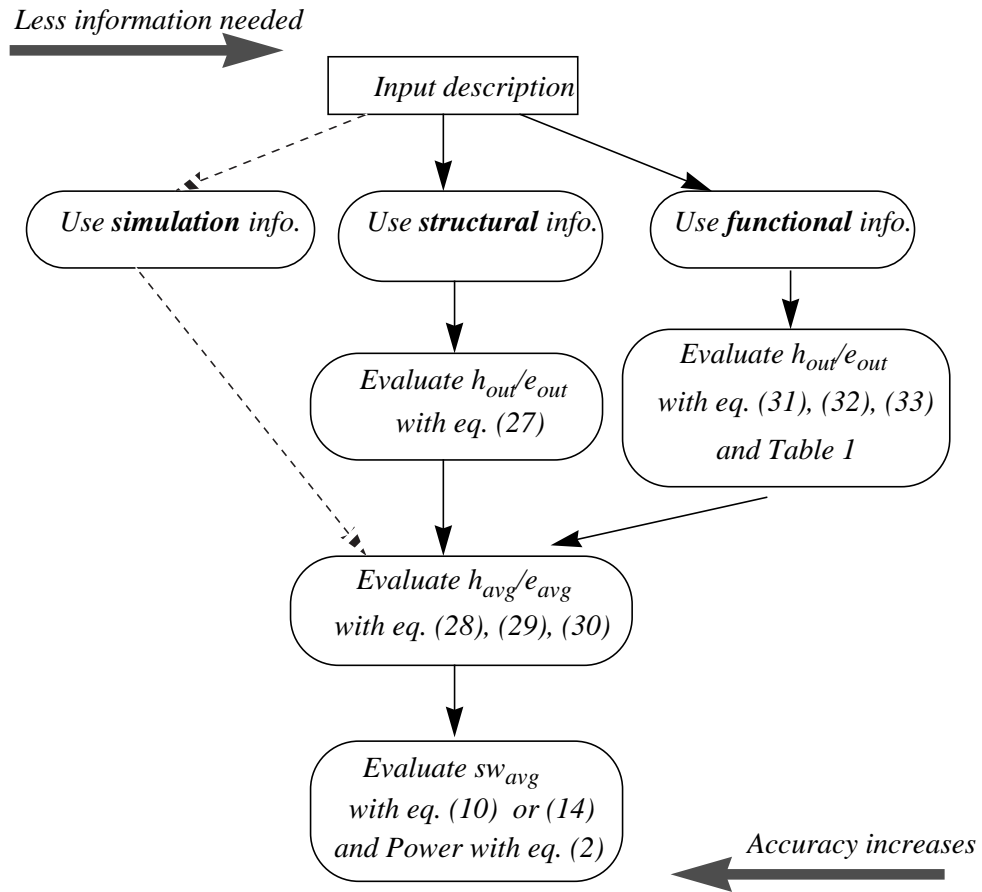 Less information needed
Input description
Use simulation info.
Use structural info.
Use functional info.
Evaluate h_out/e_out
with eq. (27)
Evaluate h_out/e_out
with eq. (31), (32), (33)
and Table 1
Evaluate h_avg/e_avg
with eq. (28), (29), (30)
Evaluate sw_avg
with eq. (10) or (14)
and Power with eq. (2)
Accuracy increases